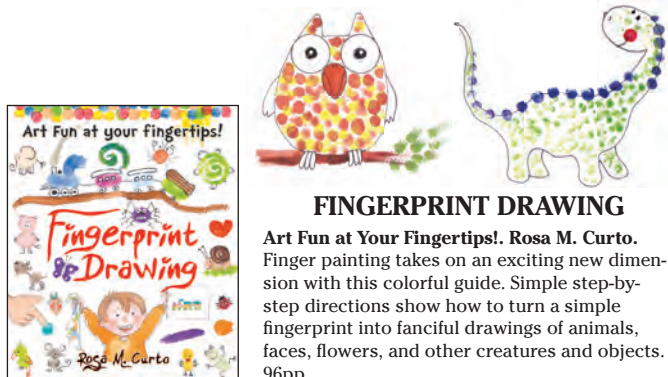 Art Fun at your fingertips!
Fingerprint
Drawing
Rosa M. Curto
FINGERPRINT DRAWING
Art Fun at Your Fingertips!. Rosa M. Curto.
Finger painting takes on an exciting new dimen-
sion with this colorful guide. Simple step-by-
step directions show how to turn a simple
fingerprint into fanciful drawings of animals,
faces, flowers, and other creatures and objects.
96pp